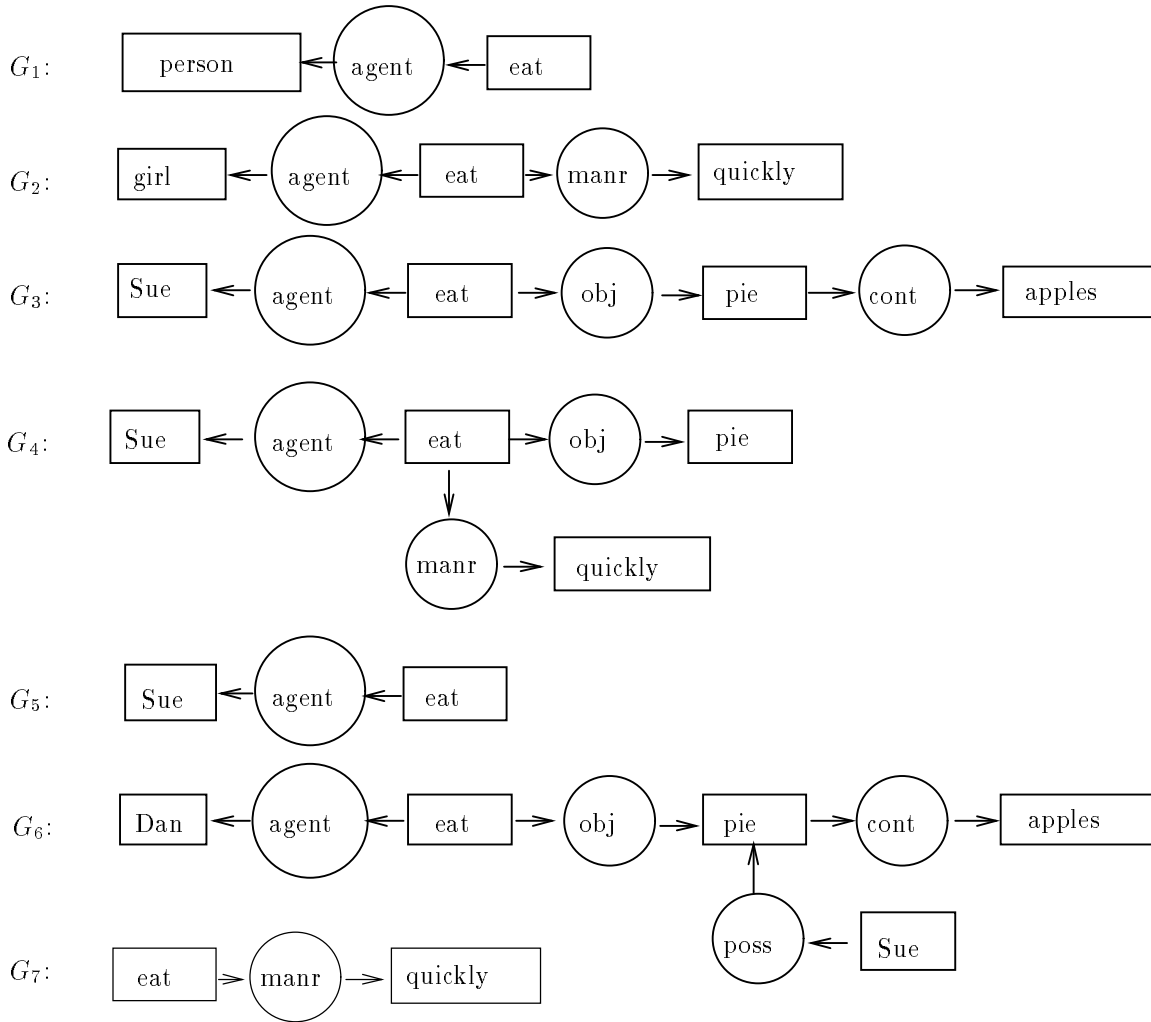 G₁: person agent eat
G₂: girl agent eat manr quickly
G₃: Sue agent eat obj pie cont apples
G₄: Sue agent eat obj pie
manr quickly
G₅: Sue agent eat
G₆: Dan agent eat obj pie cont apples
poss Sue
G₇: eat manr quickly